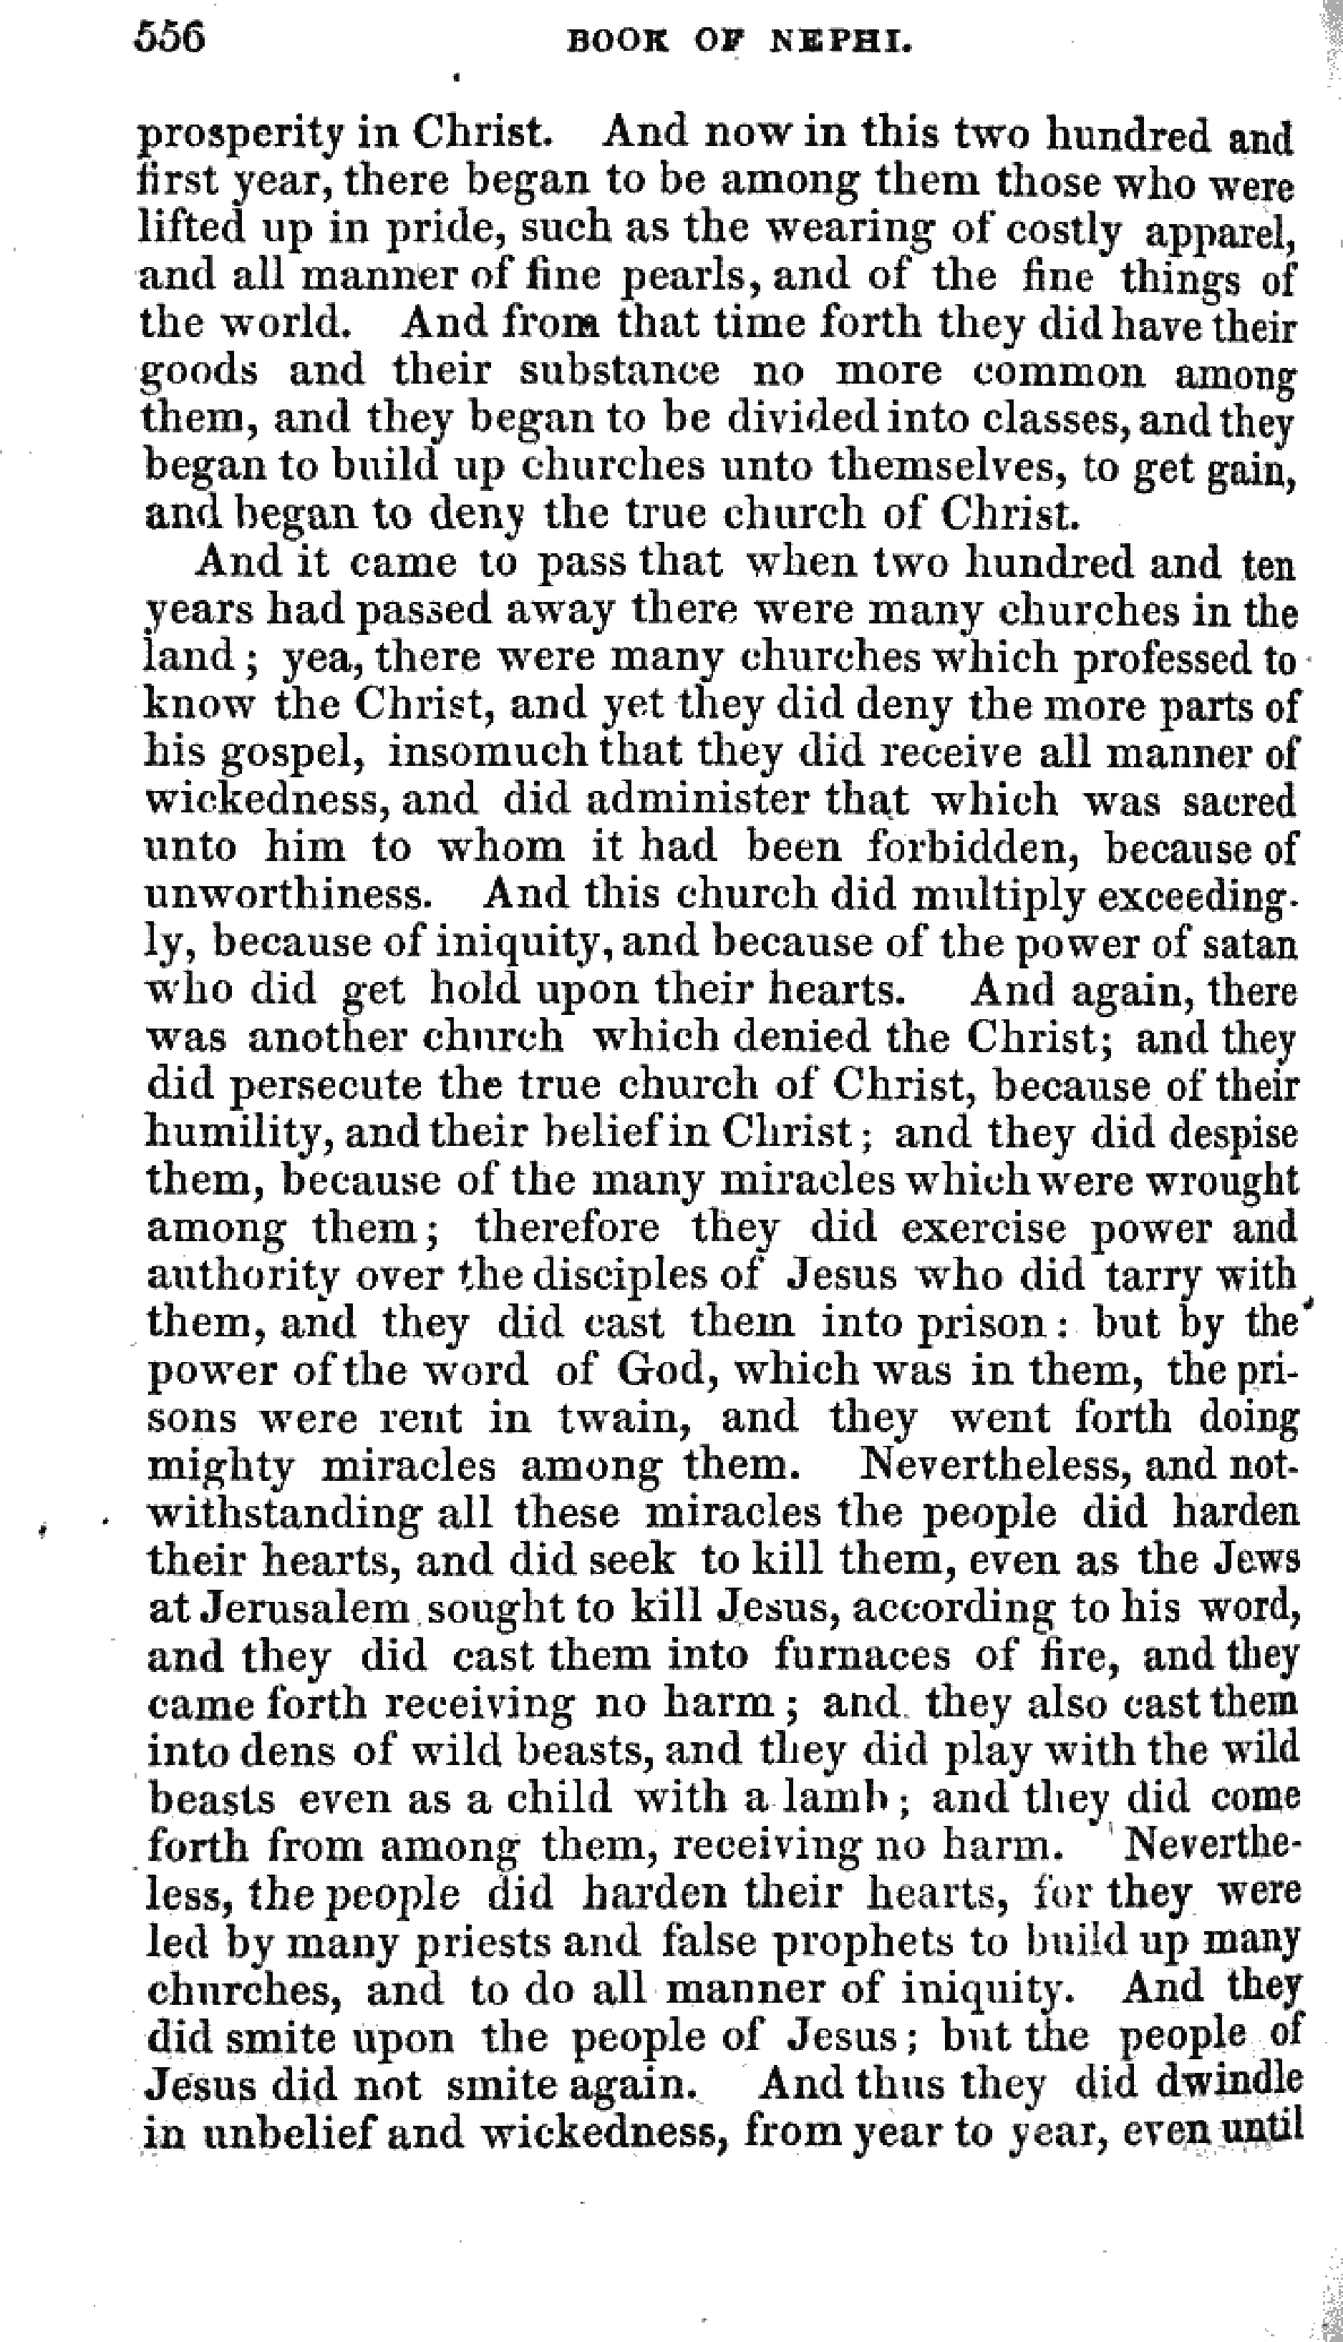 556 BOOK OF NEPHI.
prosperity in Christ. And now in this two hundred and
first year, there began to be among them those who were
lifted up in pride, such as the wearing of costly apparel,
and all manner of fine pearls, and of the fine things of
the world. And from that time forth they did have their
goods and their substance no more common among
them, and they began to be divided into classes, and they
began to build up churches unto themselves, to get gain,
and began to deny the true church of Christ.
And it came to pass that when two hundred and ten
years had passed away there were many churches in the
land; yea, there were many churches which professed to
know the Christ, and yet they did deny the more parts of
his gospel, insomuch that they did receive all manner of
wickedness, and did administer that which was sacred
unto him to whom it had been forbidden, because of
unworthiness. And this church did multiply exceeding-
ly, because of iniquity, and because of the power of satan
who did get hold upon their hearts. And again, there
was another church which denied the Christ; and they
did persecute the true church of Christ, because of their
humility, and their belief in Christ; and they did despise
them, because of the many miracles which were wrought
among them; therefore they did exercise power and
authority over the disciples of Jesus who did tarry with
them, and they did cast them into prison: but by the
power of the word of God, which was in them, the pri-
sons were rent in twain, and they went forth doing
mighty miracles among them. Nevertheless, and not-
withstanding all these miracles the people did harden
their hearts, and did seek to kill them, even as the Jews
at Jerusalem sought to kill Jesus, according to his word,
and they did cast them into furnaces of fire, and they
came forth receiving no harm; and they also cast them
into dens of wild beasts, and they did play with the wild
beasts even as a child with a lamb; and they did come
forth from among them, receiving no harm. Neverthe-
less, the people did harden their hearts, for they were
led by many priests and false prophets to build up many
churches, and to do all manner of iniquity. And they
did smite upon the people of Jesus; but the people of
Jesus did not smite again. And thus they did dwindle
in unbelief and wickedness, from year to year, even until